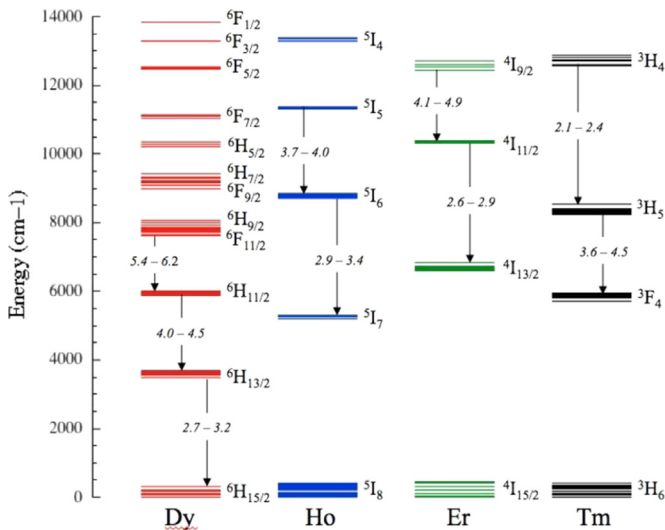 14000
12000
10000
8000
6000
4000
2000
0
Energy (cm–1)
⁶F₁/₂
⁶F₃/₂
⁶F₅/₂
⁶F₇/₂
⁶H₅/₂
⁶H₇/₂
⁶F₉/₂
⁶H₉/₂
⁶F₁₁/₂
5.4 – 6.2
⁶H₁₁/₂
4.0 – 4.5
⁶H₁₃/₂
2.7 – 3.2
⁶H₁₅/₂
Dy
⁵I₄
⁵I₅
3.7 – 4.0
⁵I₆
2.9 – 3.4
⁵I₇
⁵I₈
Ho
⁴I₉/₂
4.1 – 4.9
⁴I₁₁/₂
2.6 – 2.9
⁴I₁₃/₂
⁴I₁₅/₂
Er
³H₄
2.1 – 2.4
³H₅
3.6 – 4.5
³F₄
³H₆
Tm